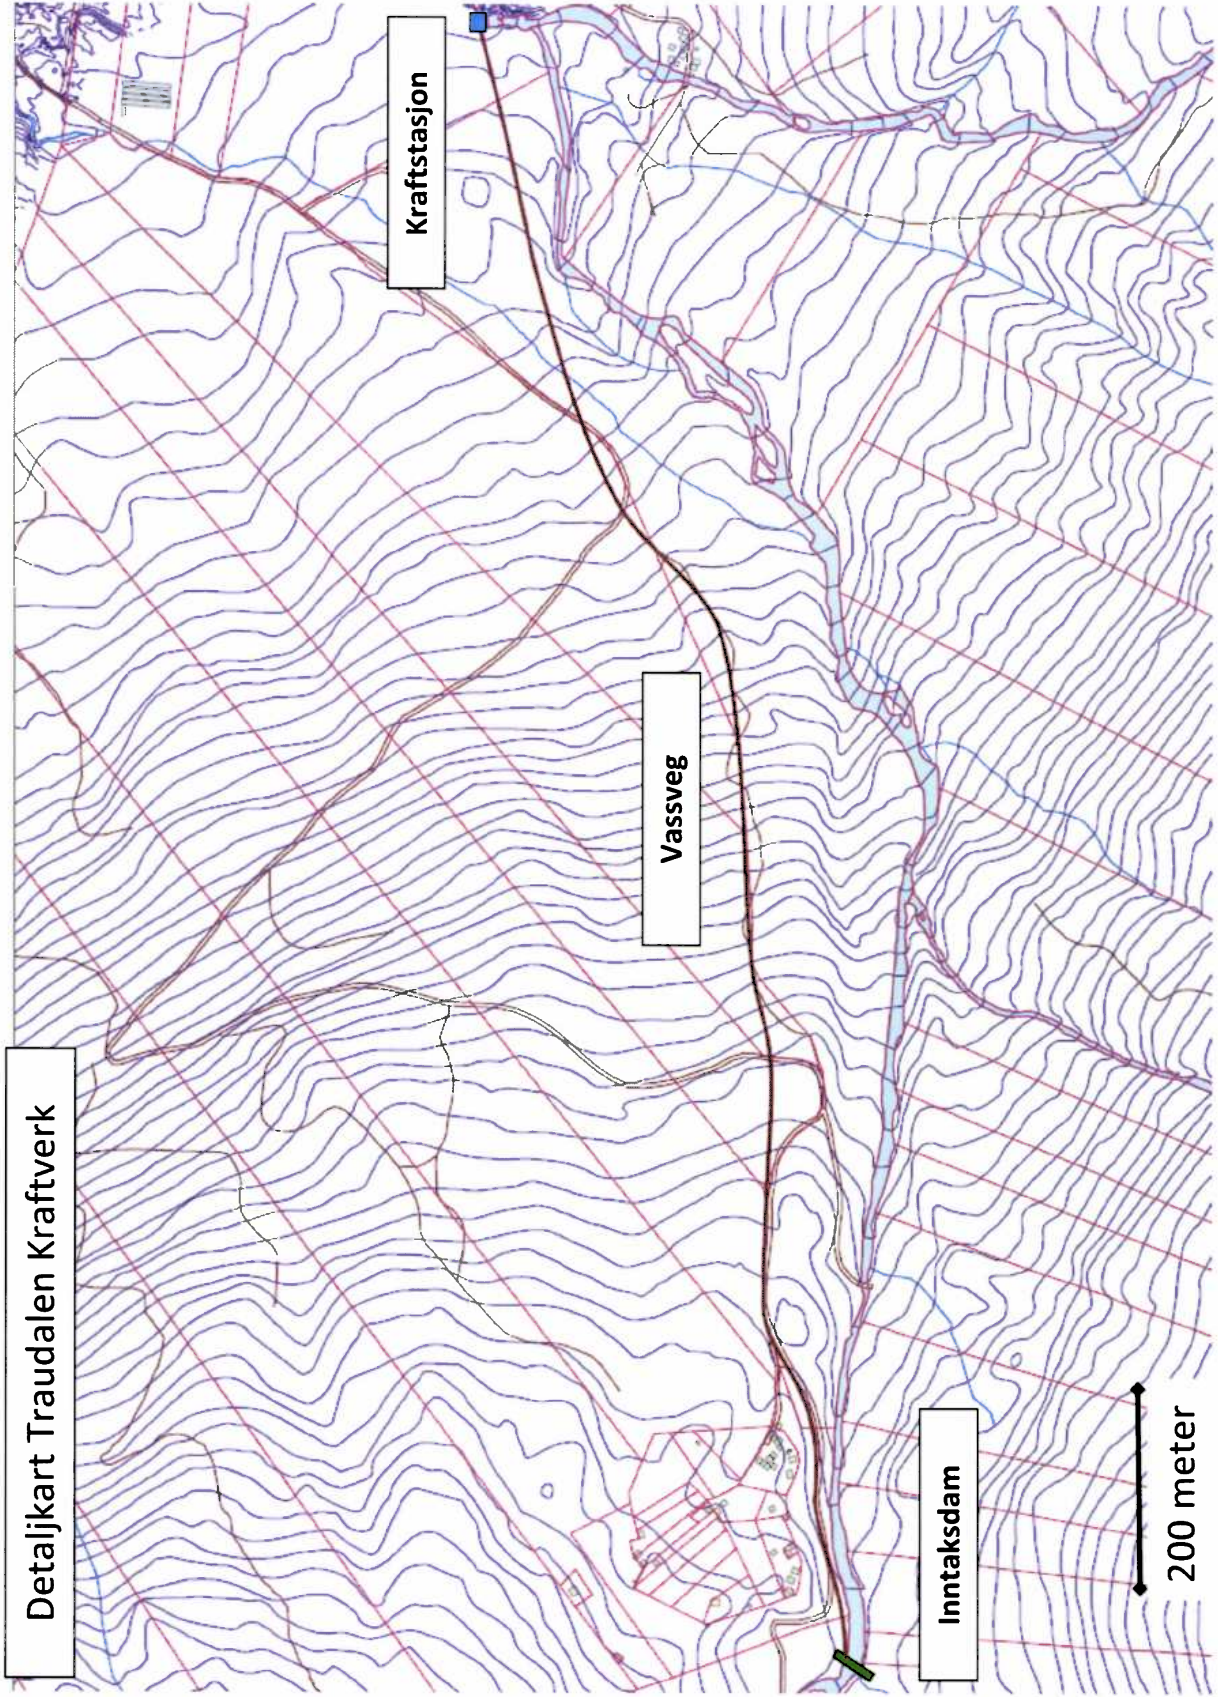 Detaljkart Traudalen Kraftverk
Kraftstasjon
Vassveg
Inntaksdam
200 meter